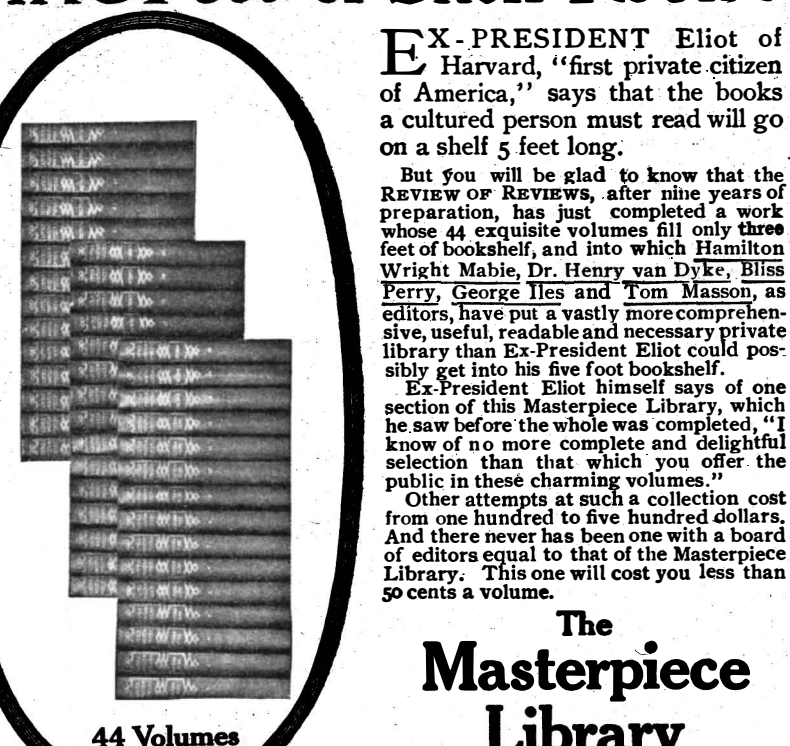 EX-PRESIDENT Eliot of
Harvard, “first private citizen
of America,” says that the books
a cultured person must read will go
on a shelf 5 feet long.
But you will be glad to know that the
REVIEW OF REVIEWS, after nine years of
preparation, has just completed a work
whose 44 exquisite volumes fill only three
feet of bookshelf, and into which Hamilton
Wright Mabie, Dr. Henry van Dyke, Bliss
Perry, George Iles and Tom Masson, as
editors, have put a vastly more comprehen-
sive, useful, readable and necessary private
library than Ex-President Eliot could pos-
sibly get into his five foot bookshelf.
Ex-President Eliot himself says of one
section of this Masterpiece Library, which
he saw before the whole was completed, “I
know of no more complete and delightful
selection than that which you offer the
public in these charming volumes.”
Other attempts at such a collection cost
from one hundred to five hundred dollars.
And there never has been one with a board
of editors equal to that of the Masterpiece
Library. This one will cost you less than
50 cents a volume.
The
Masterpiece
Library
44 Volumes